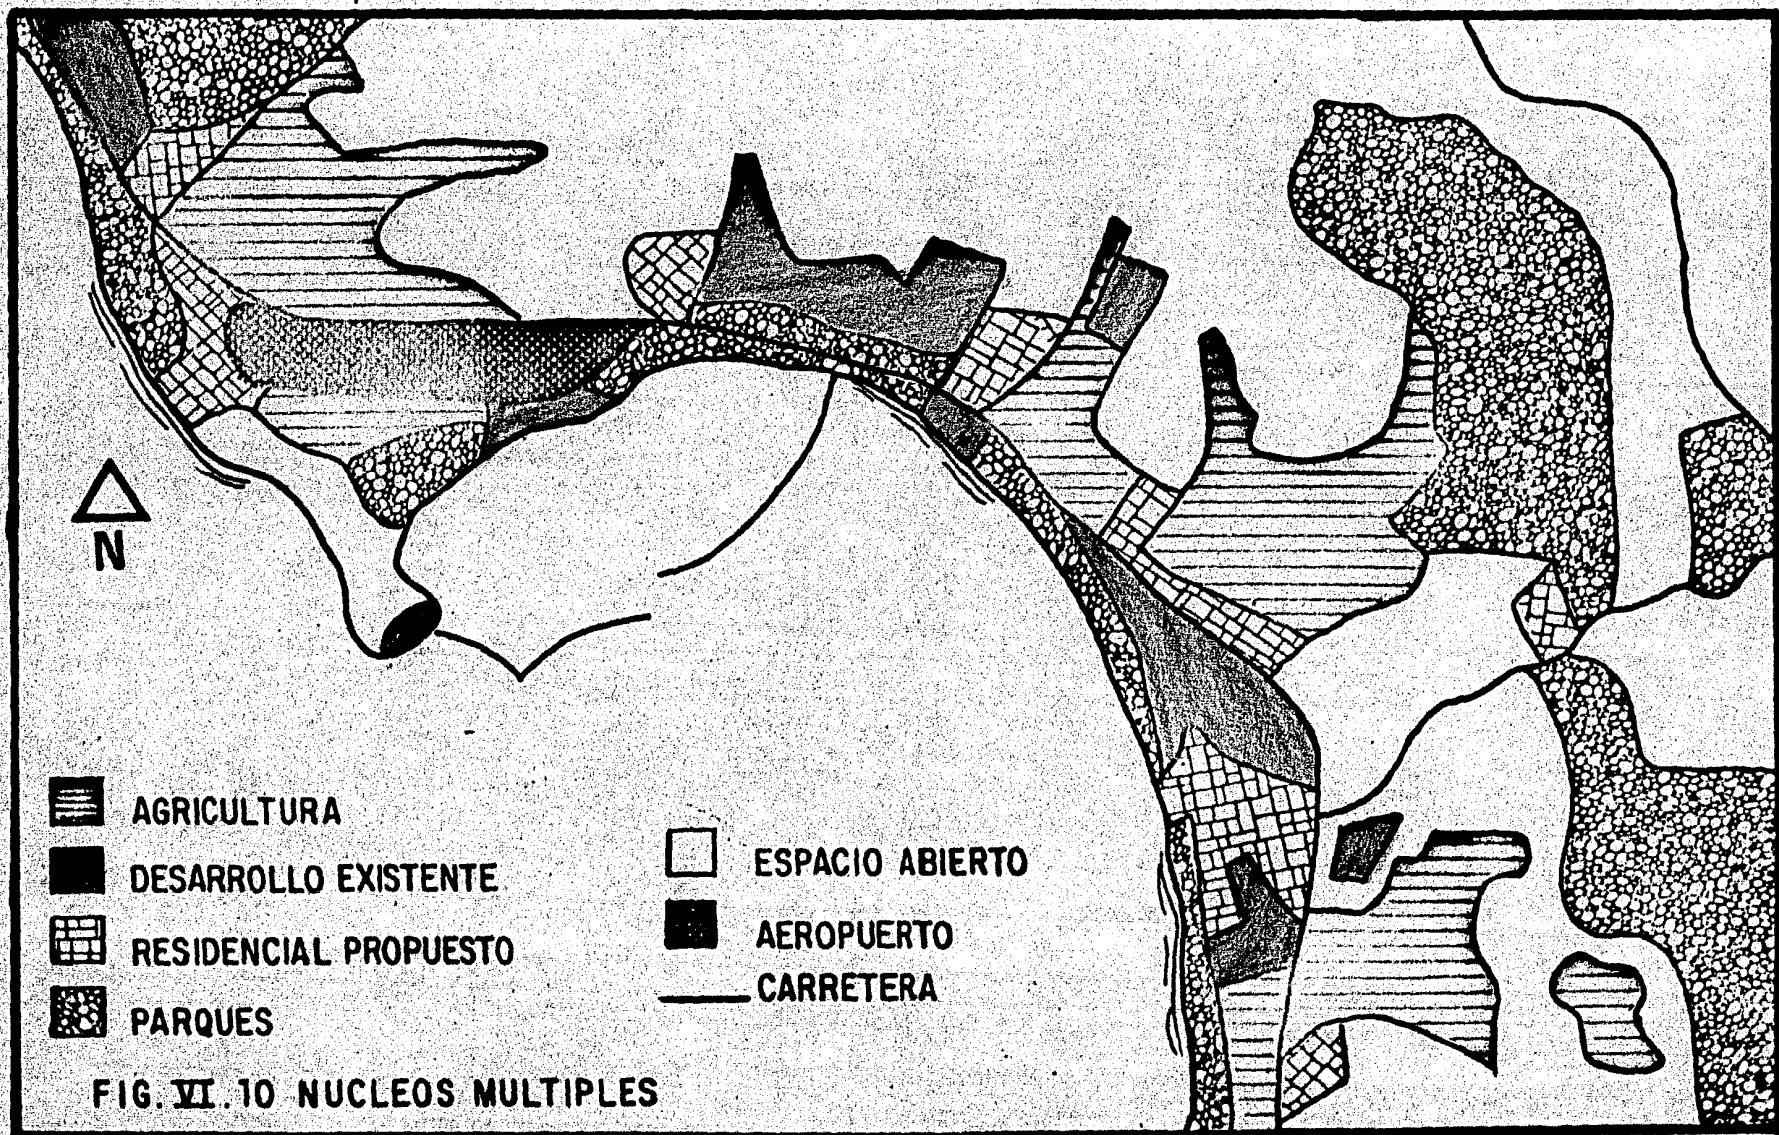 N
AGRICULTURA
DESARROLLO EXISTENTE
RESIDENCIAL PROPUESTO
PARQUES
ESPACIO ABIERTO
AEROPUERTO
CARRETERA
FIG. VI.10 NUCLEOS MULTIPLES